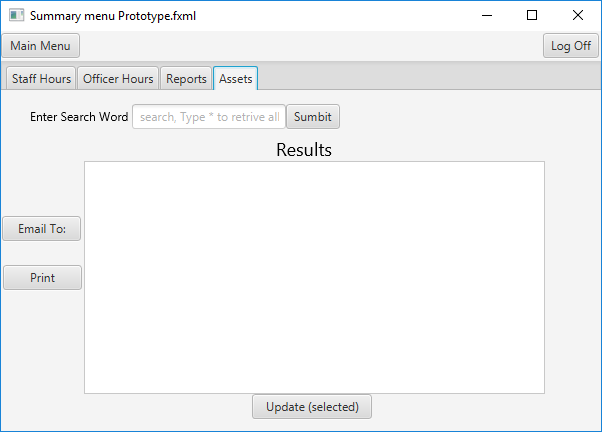 Summary menu Prototype.fxml
Main Menu
Log Off
Staff Hours
Officer Hours
Reports
Assets
Enter Search Word
search, Type * to retrive all
Sumbit
Results
Email To:
Print
Update (selected)